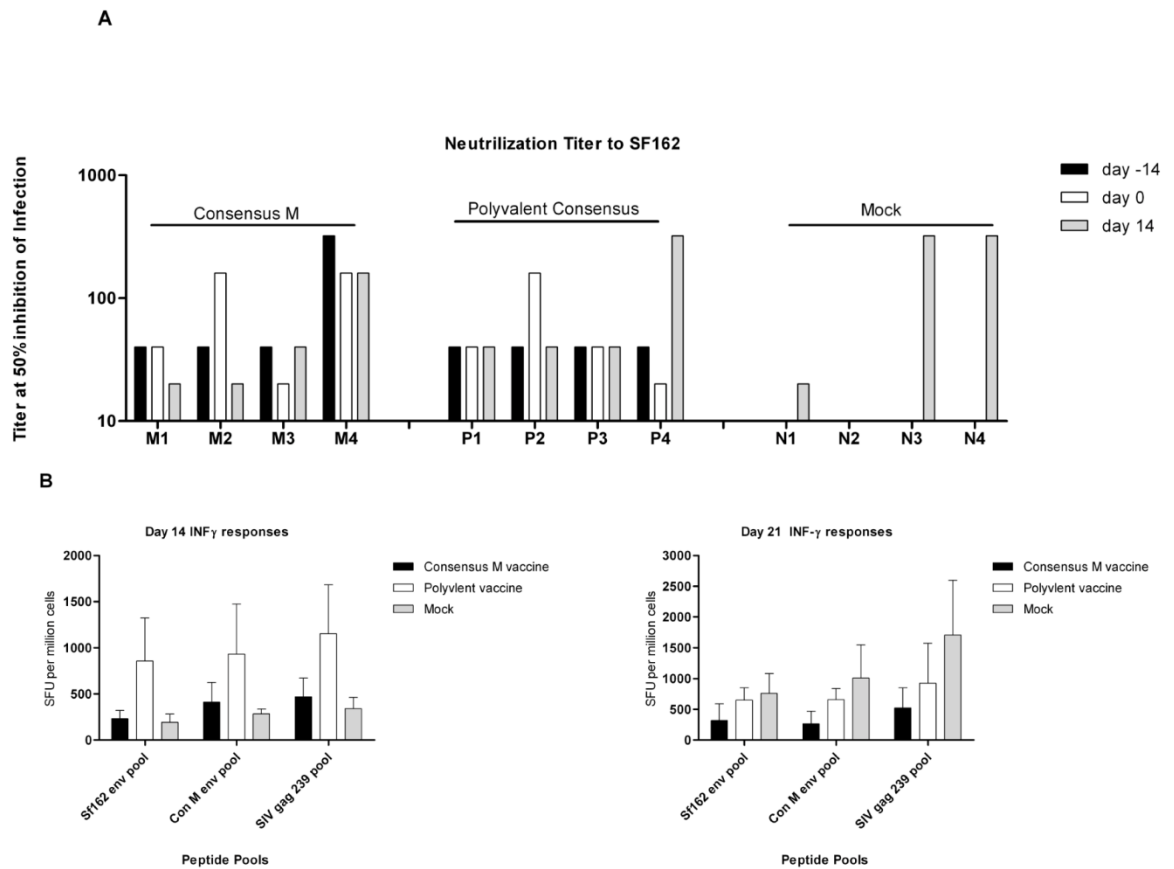 A
Neutrilization Titer to SF162
Titer at 50% inhibition of Infection
1000
100
10
Consensus M
Polyvalent Consensus
Mock
day -14
day 0
day 14
M1 M2 M3 M4 P1 P2 P3 P4 N1 N2 N3 N4
B
Day 14 INFγ responses
SFU per million cells
2000
1500
1000
500
0
Consensus M vaccine
Polyvlent vaccine
Mock
Sf162 env pool
Con M env pool
SIV gag 239 pool
Peptide Pools
Day 21 INF-γ responses
SFU per million cells
3000
2500
2000
1500
1000
500
0
Consensus M vaccine
Polyvlent vaccine
Mock
Sf162 env pool
Con M env pool
SIV gag 239 pool
Peptide Pools